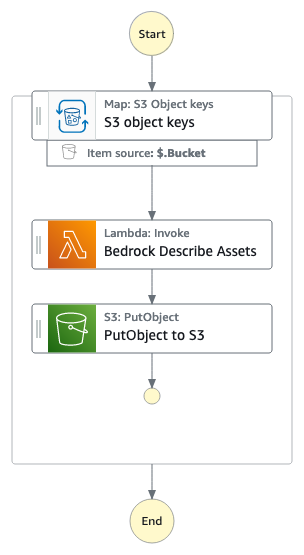 Start
Map: S3 Object keys
S3 object keys
Item source: $.Bucket
Lambda: Invoke
Bedrock Describe Assets
S3: PutObject
PutObject to S3
End